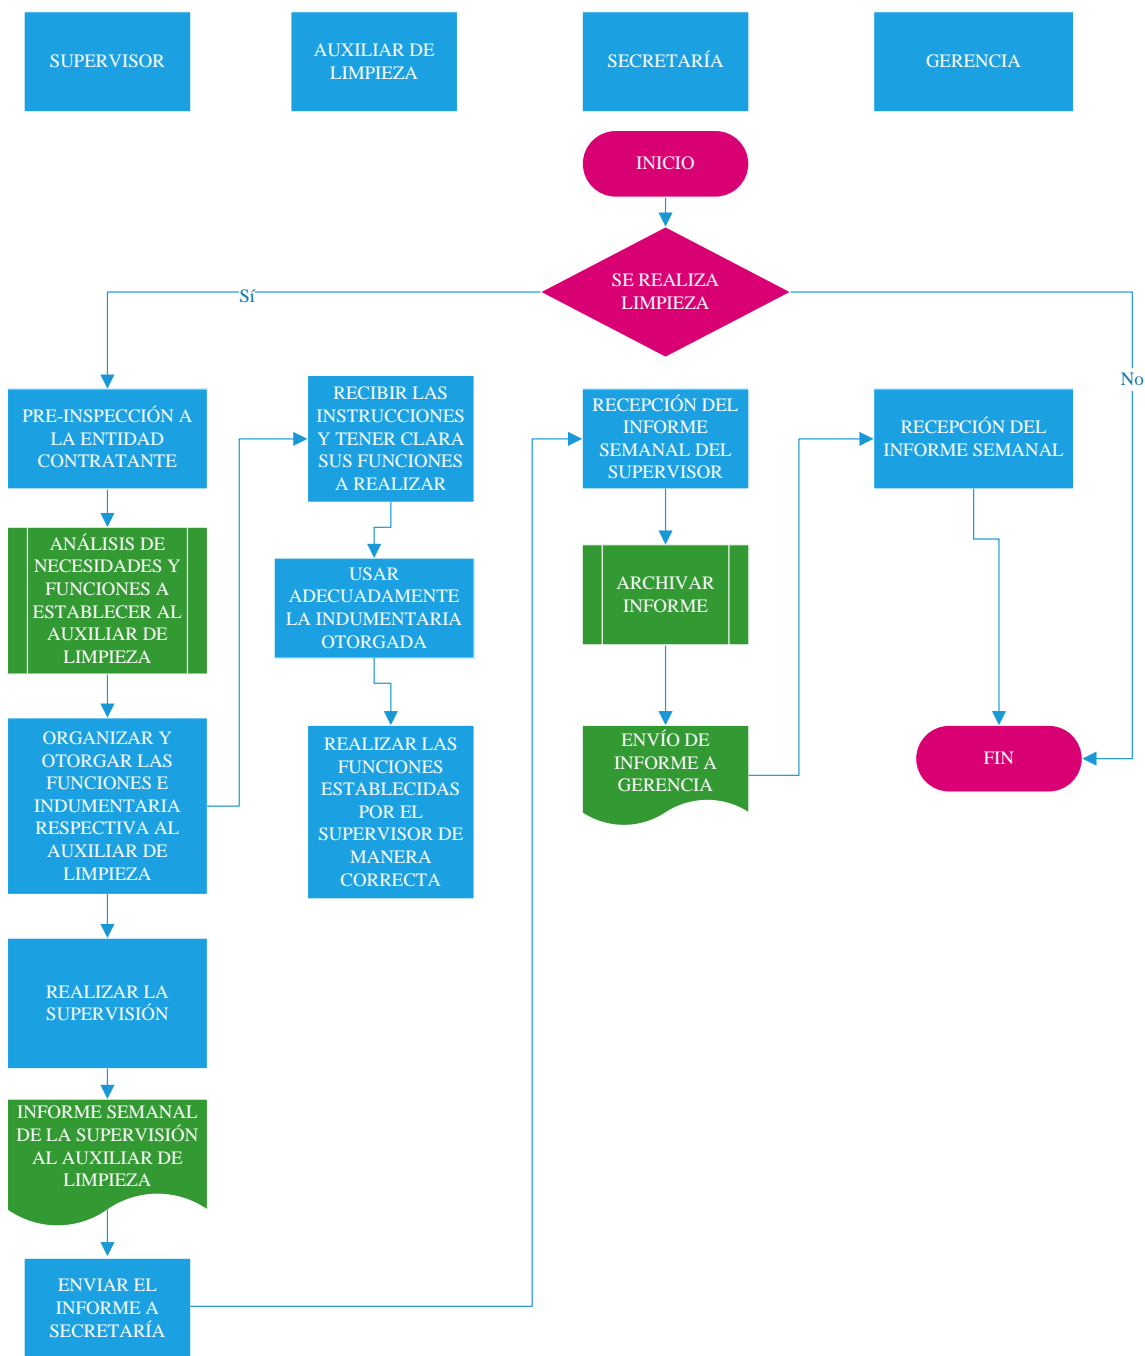 SUPERVISOR
AUXILIAR DE
LIMPIEZA
SECRETARÍA
GERENCIA
INICIO
SE REALIZA
LIMPIEZA
Sí
No
PRE-INSPECCIÓN A
LA ENTIDAD
CONTRATANTE
ANÁLISIS DE
NECESIDADES Y
FUNCIONES A
ESTABLECER AL
AUXILIAR DE
LIMPIEZA
ORGANIZAR Y
OTORGAR LAS
FUNCIONES E
INDUMENTARIA
RESPECTIVA AL
AUXILIAR DE
LIMPIEZA
REALIZAR LA
SUPERVISIÓN
INFORME SEMANAL
DE LA SUPERVISIÓN
AL AUXILIAR DE
LIMPIEZA
ENVIAR EL
INFORME A
SECRETARÍA
RECIBIR LAS
INSTRUCCIONES
Y TENER CLARA
SUS FUNCIONES
A REALIZAR
USAR
ADECUADAMENTE
LA INDUMENTARIA
OTORGADA
REALIZAR LAS
FUNCIONES
ESTABLECIDAS
POR EL
SUPERVISOR DE
MANERA
CORRECTA
RECEPCIÓN DEL
INFORME
SEMANAL DEL
SUPERVISOR
ARCHIVAR
INFORME
ENVÍO DE
INFORME A
GERENCIA
RECEPCIÓN DEL
INFORME SEMANAL
FIN